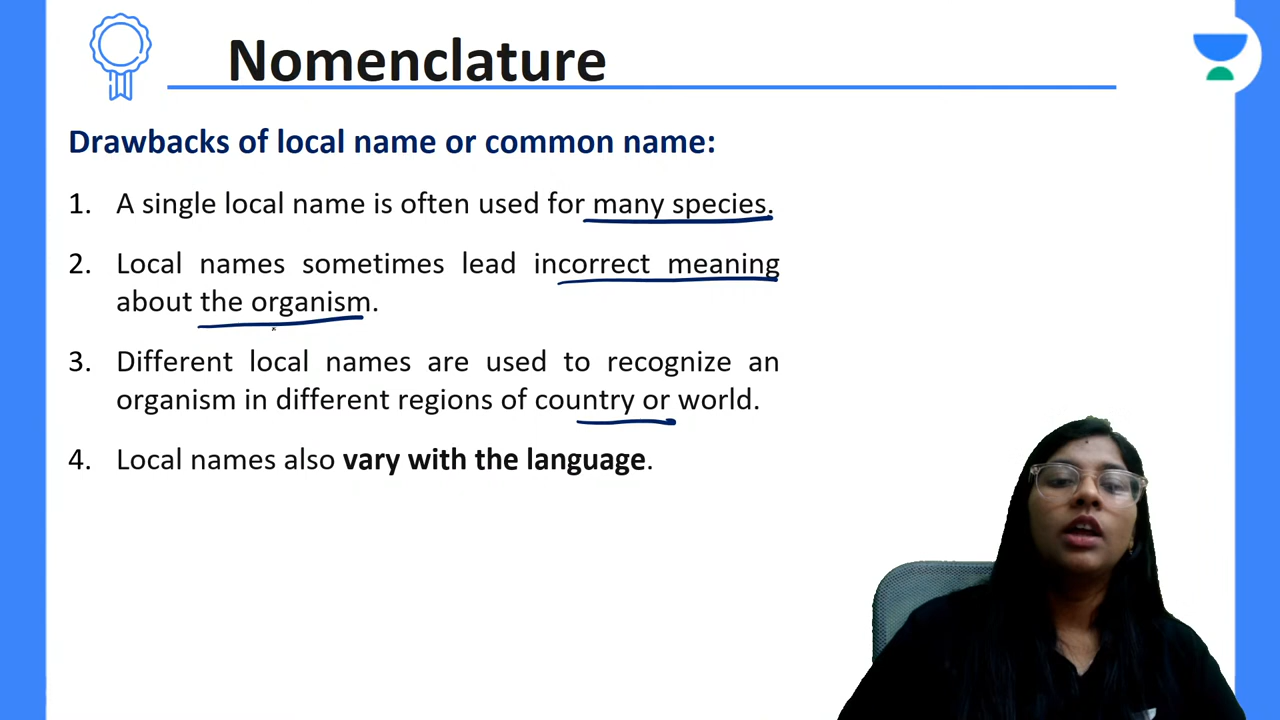 Nomenclature
Drawbacks of local name or common name:
1. A single local name is often used for many species.
2. Local names sometimes lead incorrect meaning
about the organism.
3. Different local names are used to recognize an
organism in different regions of country or world.
4. Local names also vary with the language.